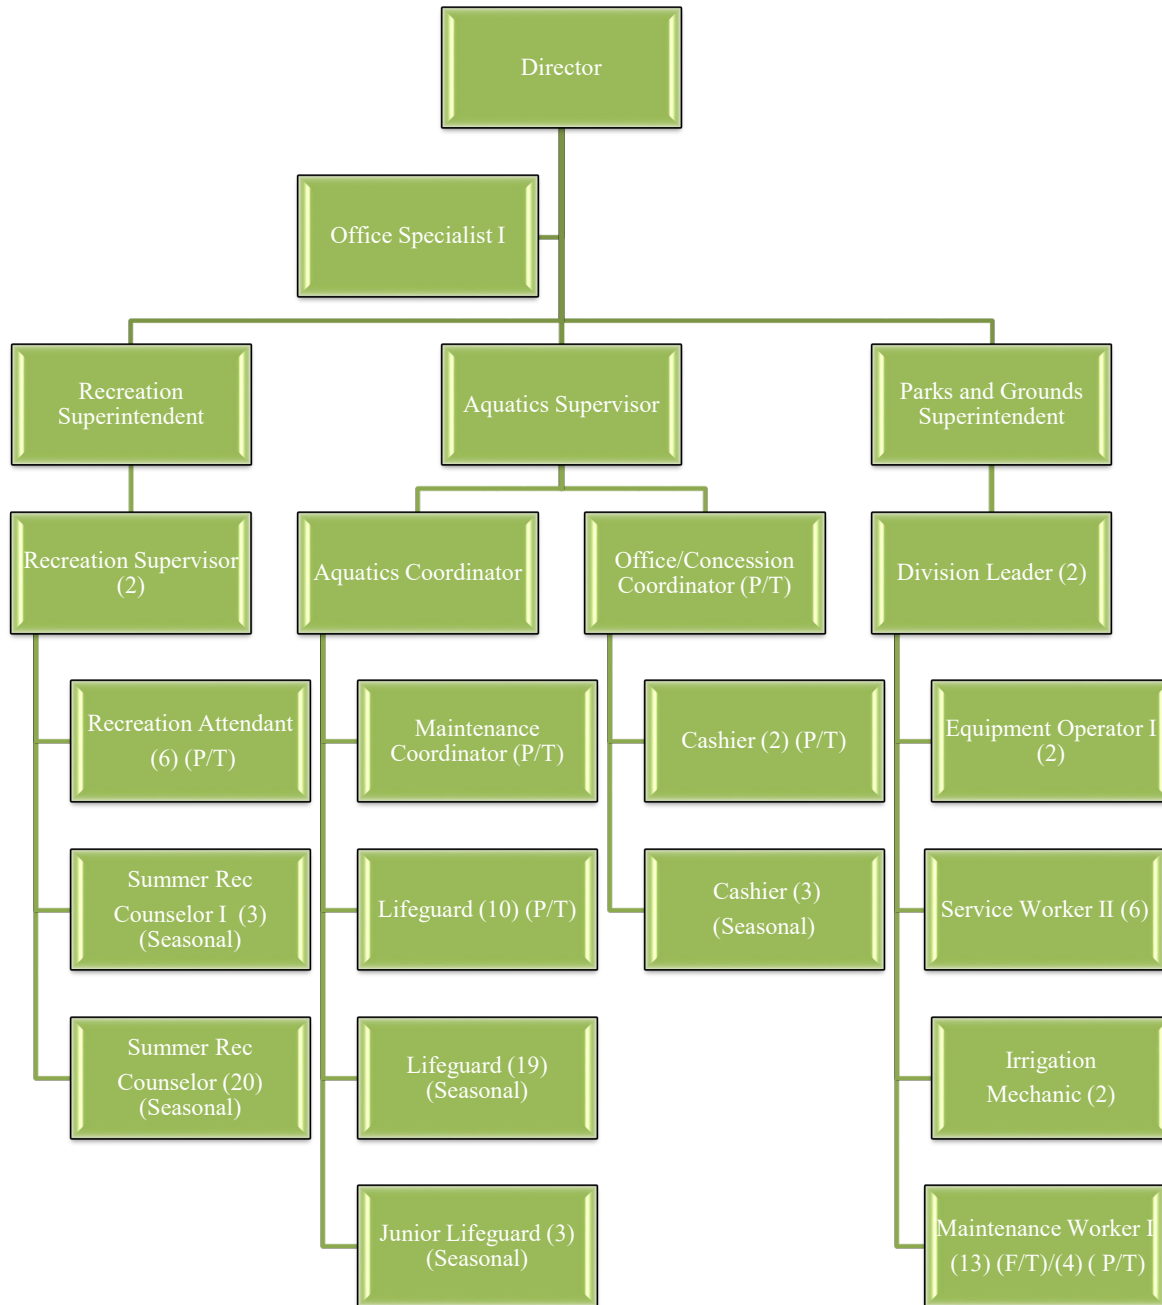 Director
Office Specialist I
Recreation
Superintendent
Aquatics Supervisor
Parks and Grounds
Superintendent
Recreation Supervisor
(2)
Aquatics Coordinator
Office/Concession
Coordinator (P/T)
Division Leader (2)
Recreation Attendant
(6) (P/T)
Maintenance
Coordinator (P/T)
Cashier (2) (P/T)
Equipment Operator I
(2)
Summer Rec
Counselor I  (3)
(Seasonal)
Lifeguard (10) (P/T)
Cashier (3)
(Seasonal)
Service Worker II (6)
Summer Rec
Counselor (20)
(Seasonal)
Lifeguard (19)
(Seasonal)
Irrigation
Mechanic (2)
Junior Lifeguard (3)
(Seasonal)
Maintenance Worker I
(13) (F/T)/(4) ( P/T)